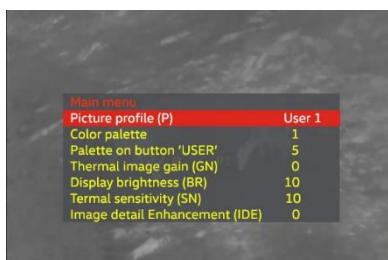 Main menu
Picture profile (P) User 1
Color palette 1
Palette on button 'USER' 5
Thermal image gain (GN) 0
Display brightness (BR) 10
Termal sensitivity (SN) 10
Image detail Enhancement (IDE) 0